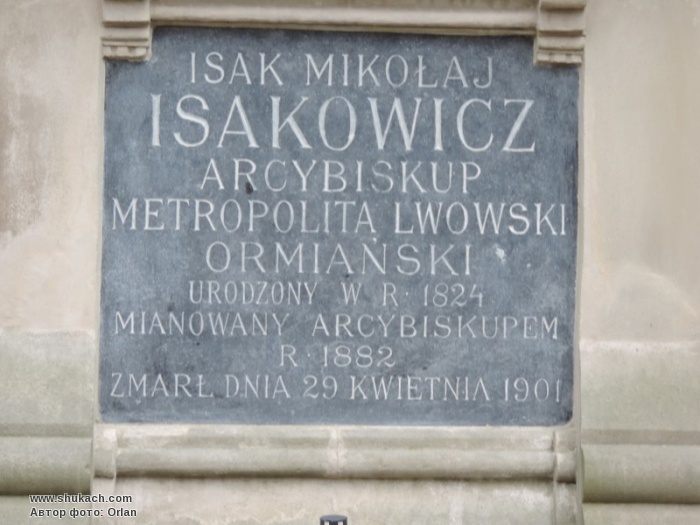 ISAK MIKOŁAJ
ISAKOWICZ
ARCYBISKUP
METROPOLITA LWOWSKI
ORMIAŃSKI
URODZONY W R· 1824
MIANOWANY ARCYBISKUPEM
R·1882
ZMARŁ DNIA 29 KWIETNIA 1901
www.shukach.com
Автор фото: Orlan